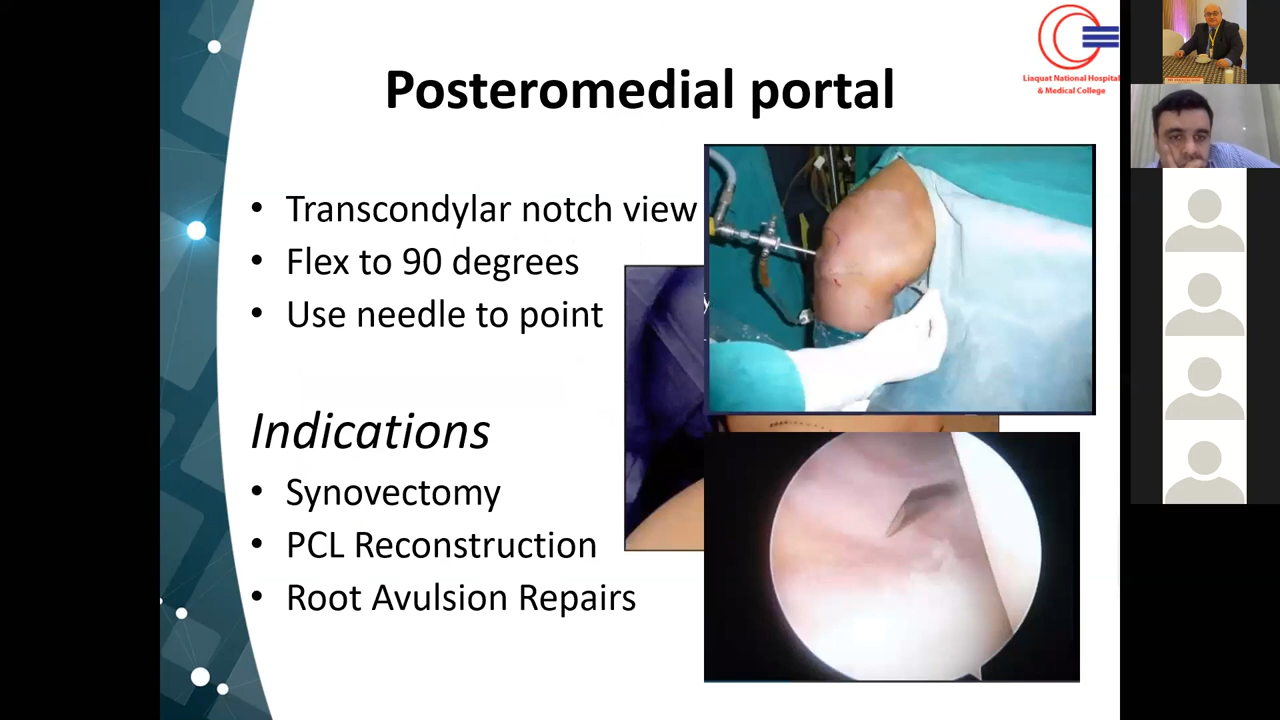 Posteromedial portal
Liaquat National Hospital
& Medical College
• Transcondylar notch view
• Flex to 90 degrees
• Use needle to point
Indications
• Synovectomy
• PCL Reconstruction
• Root Avulsion Repairs